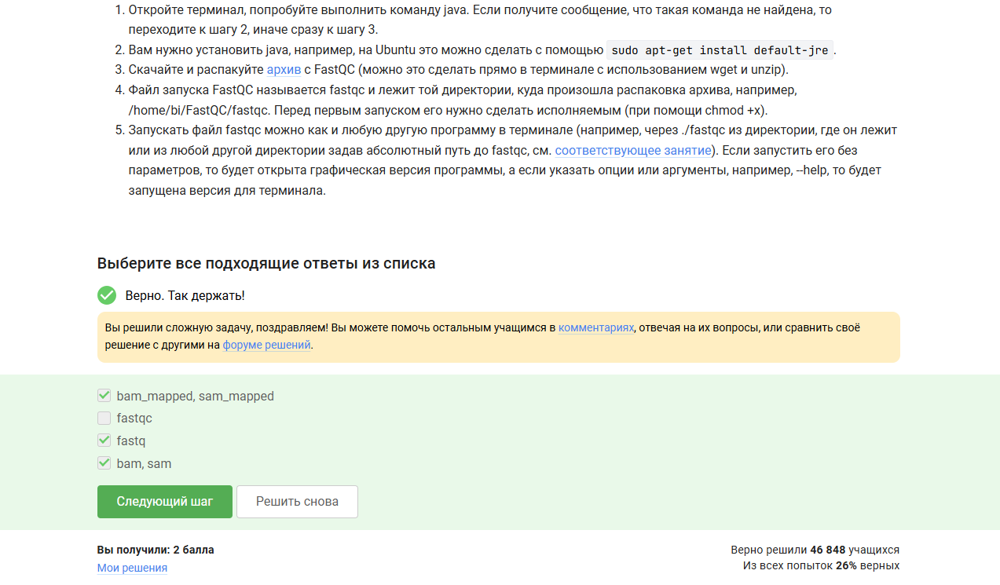 1. Откройте терминал, попробуйте выполнить команду java. Если получите сообщение, что такая команда не найдена, то
переходите к шагу 2, иначе сразу к шагу 3.
2. Вам нужно установить java, например, на Ubuntu это можно сделать с помощью sudo apt-get install default-jre.
3. Скачайте и распакуйте архив с FastQC (можно это сделать прямо в терминале с использованием wget и unzip).
4. Файл запуска FastQC называется fastqc и лежит той директории, куда произошла распаковка архива, например,
/home/bi/FastQC/fastqc. Перед первым запуском его нужно сделать исполняемым (при помощи chmod +x).
5. Запускать файл fastqc можно как и любую другую программу в терминале (например, через ./fastqc из директории, где он лежит
или из любой другой директории задав абсолютный путь до fastqc, см. соответствующее занятие). Если запустить его без
параметров, то будет открыта графическая версия программы, а если указать опции или аргументы, например, --help, то будет
запущена версия для терминала.
Выберите все подходящие ответы из списка
Верно. Так держать!
Вы решили сложную задачу, поздравляем! Вы можете помочь остальным учащимся в комментариях, отвечая на их вопросы, или сравнить своё
решение с другими на форуме решений.
bam_mapped, sam_mapped
fastqc
fastq
bam, sam
Следующий шаг Решить снова
Вы получили: 2 балла Верно решили 46 848 учащихся
Мои решения Из всех попыток 26% верных